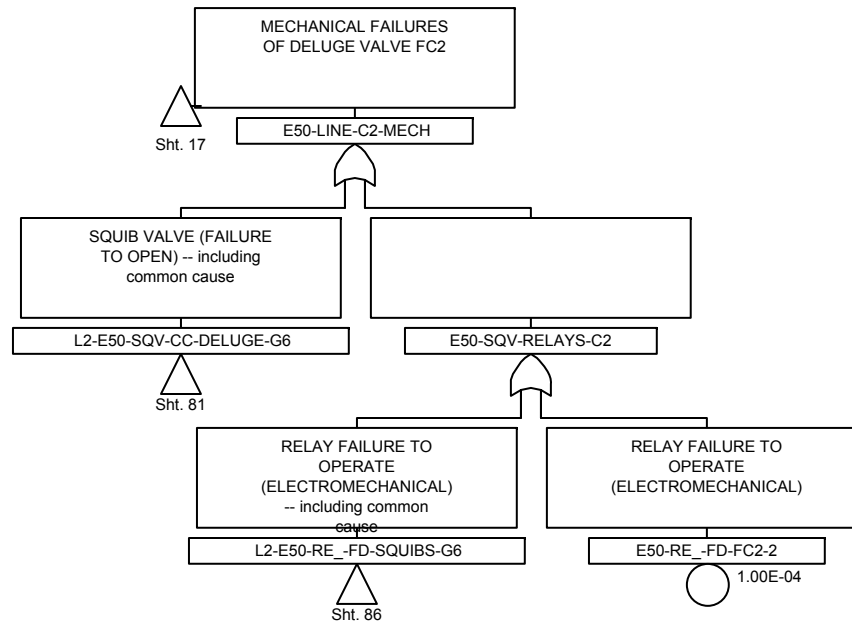 MECHANICAL FAILURES
OF DELUGE VALVE FC2
Sht. 17
E50-LINE-C2-MECH
SQUIB VALVE (FAILURE
TO OPEN) -- including
common cause
L2-E50-SQV-CC-DELUGE-G6
E50-SQV-RELAYS-C2
Sht. 81
RELAY FAILURE TO
OPERATE
(ELECTROMECHANICAL)
-- including common
cause
RELAY FAILURE TO
OPERATE
(ELECTROMECHANICAL)
L2-E50-RE_-FD-SQUIBS-G6
E50-RE_-FD-FC2-2
1.00E-04
Sht. 86